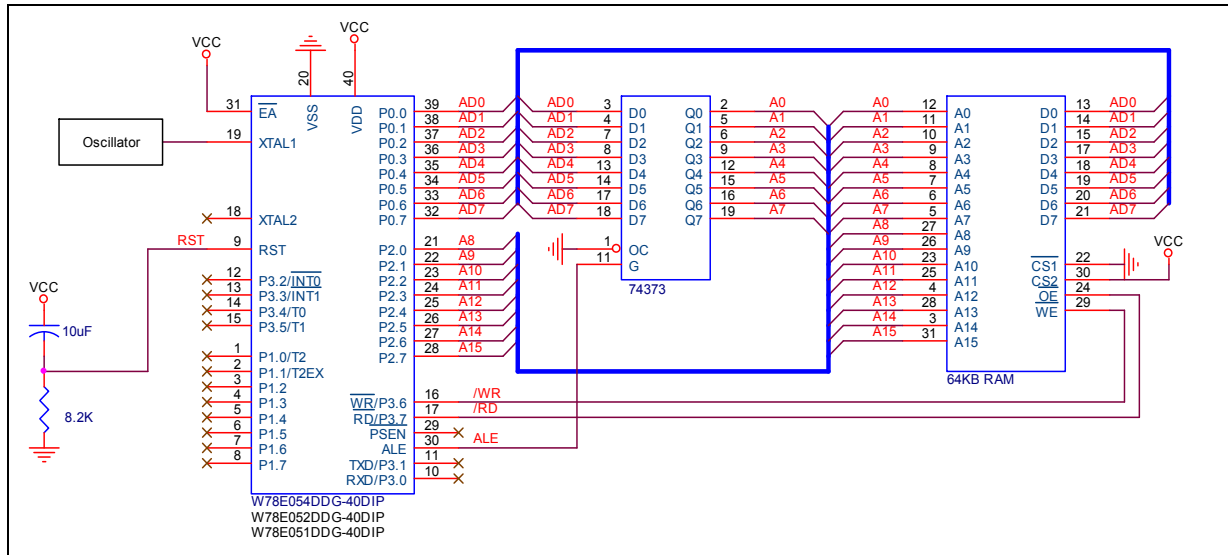 VCC
VCC
VCC
Oscillator
RST
VCC
10uF
8.2K
31 EA
19 XTAL1
18 XTAL2
9 RST
12 P3.2/INT0
13 P3.3/INT1
14 P3.4/T0
15 P3.5/T1
1 P1.0/T2
2 P1.1/T2EX
3 P1.2
4 P1.3
5 P1.4
6 P1.5
7 P1.6
8 P1.7
20 VSS
40 VDD
P0.0 39 AD0
P0.1 38 AD1
P0.2 37 AD2
P0.3 36 AD3
P0.4 35 AD4
P0.5 34 AD5
P0.6 33 AD6
P0.7 32 AD7
P2.0 21 A8
P2.1 22 A9
P2.2 23 A10
P2.3 24 A11
P2.4 25 A12
P2.5 26 A13
P2.6 27 A14
P2.7 28 A15
WR/P3.6 16 /WR
RD/P3.7 17 /RD
PSEN 29
ALE 30 ALE
TXD/P3.1 11
RXD/P3.0 10
W78E054DDG-40DIP
W78E052DDG-40DIP
W78E051DDG-40DIP
AD0 3 D0 Q0 2 A0
AD1 4 D1 Q1 5 A1
AD2 7 D2 Q2 6 A2
AD3 8 D3 Q3 9 A3
AD4 13 D4 Q4 12 A4
AD5 14 D5 Q5 15 A5
AD6 17 D6 Q6 16 A6
AD7 18 D7 Q7 19 A7
1 OC
11 G
74373
A0 12 A0 D0 13 AD0
A1 11 A1 D1 14 AD1
A2 10 A2 D2 15 AD2
A3 9 A3 D3 17 AD3
A4 8 A4 D4 18 AD4
A5 7 A5 D5 19 AD5
A6 6 A6 D6 20 AD6
A7 5 A7 D7 21 AD7
A8 27 A8
A9 26 A9
A10 23 A10 CS1 22
A11 25 A11 CS2 30
A12 4 A12 OE 24
A13 28 A13 WE 29
A14 3 A14
A15 31 A15
64KB RAM